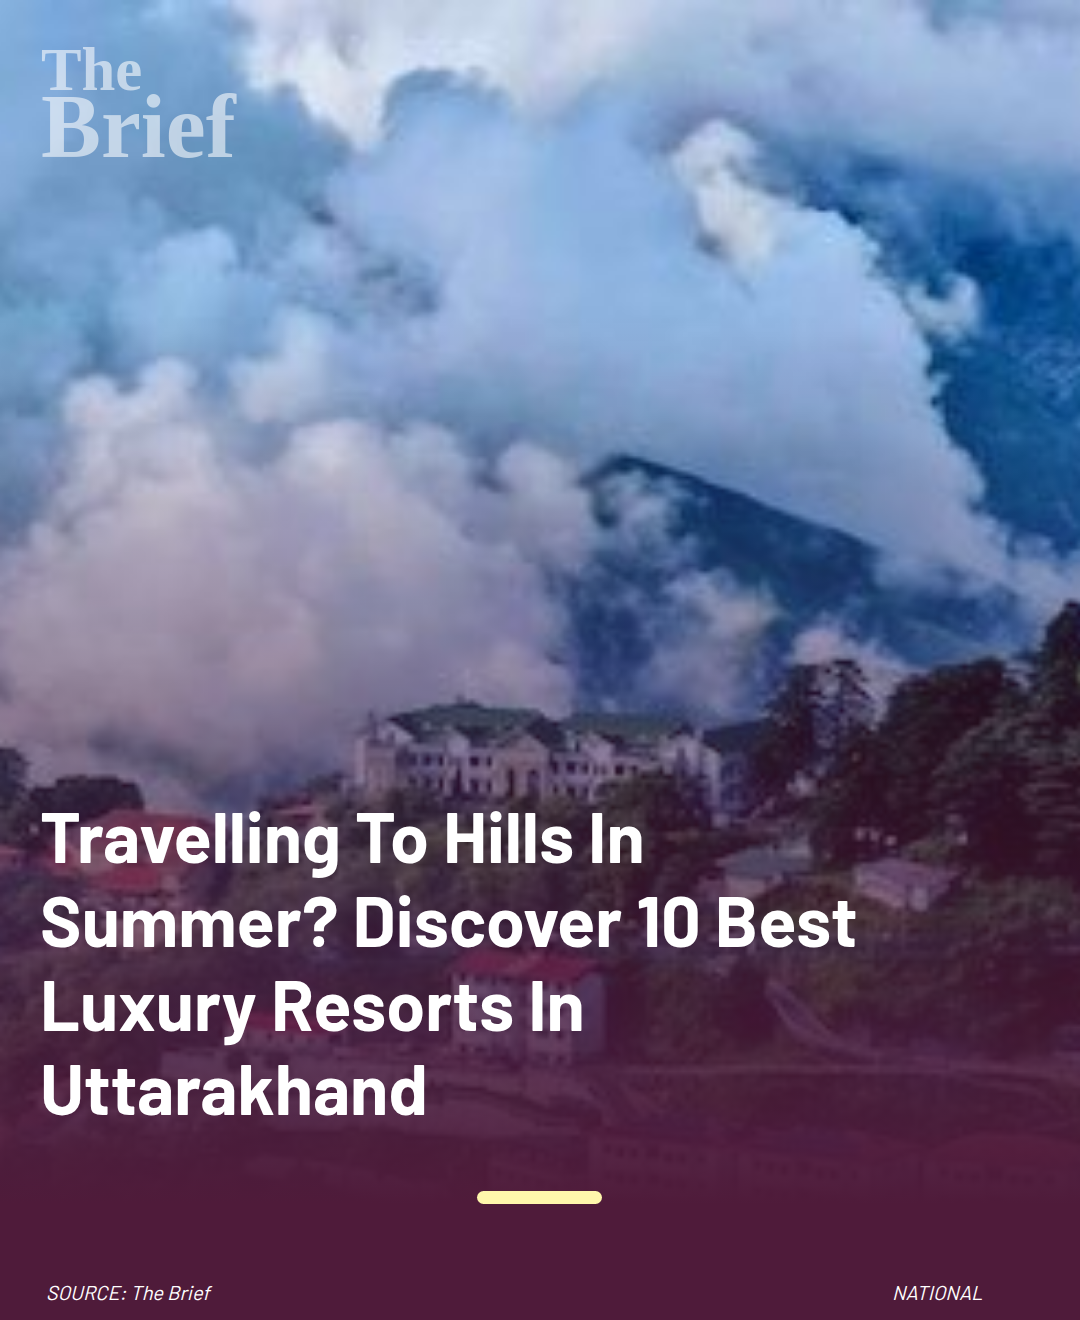 The
Brief
Travelling To Hills In
Summer? Discover 10 Best
Luxury Resorts In
Uttarakhand
SOURCE: The Brief
NATIONAL